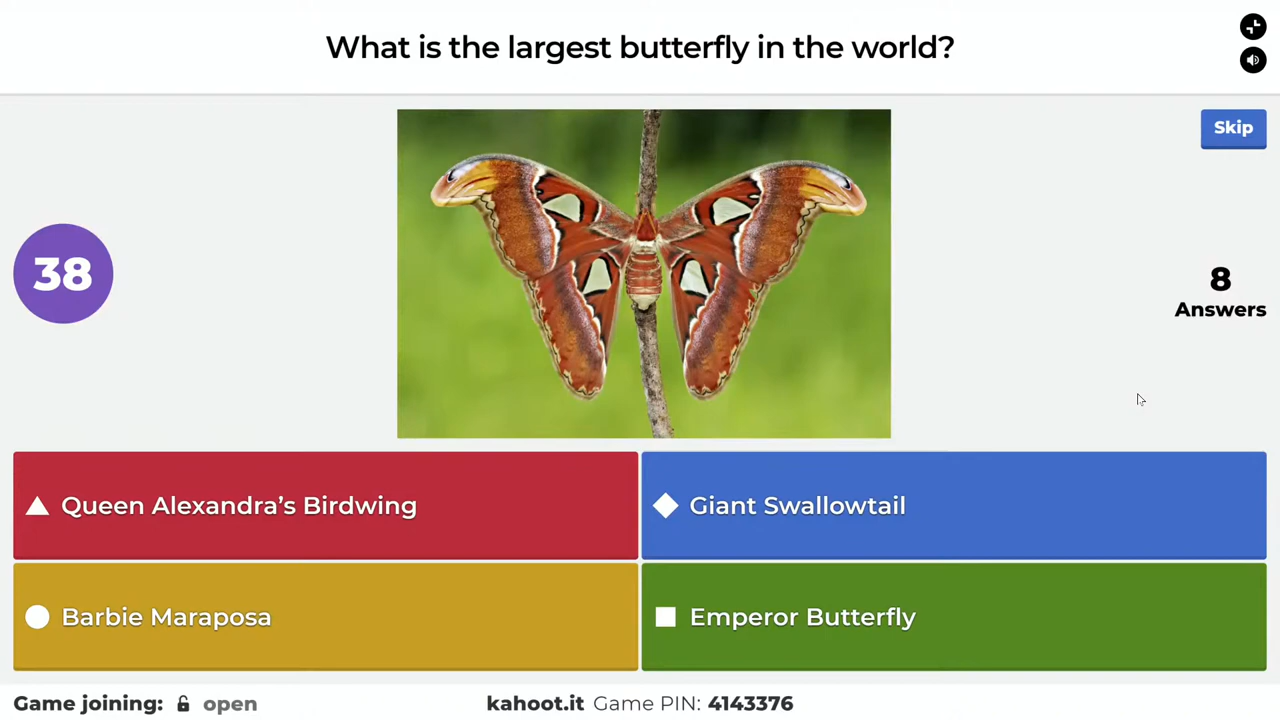 What is the largest butterfly in the world?
Skip
38
8
Answers
Queen Alexandra's Birdwing
Giant Swallowtail
Barbie Maraposa
Emperor Butterfly
Game joining: open
kahoot.it Game PIN: 4143376